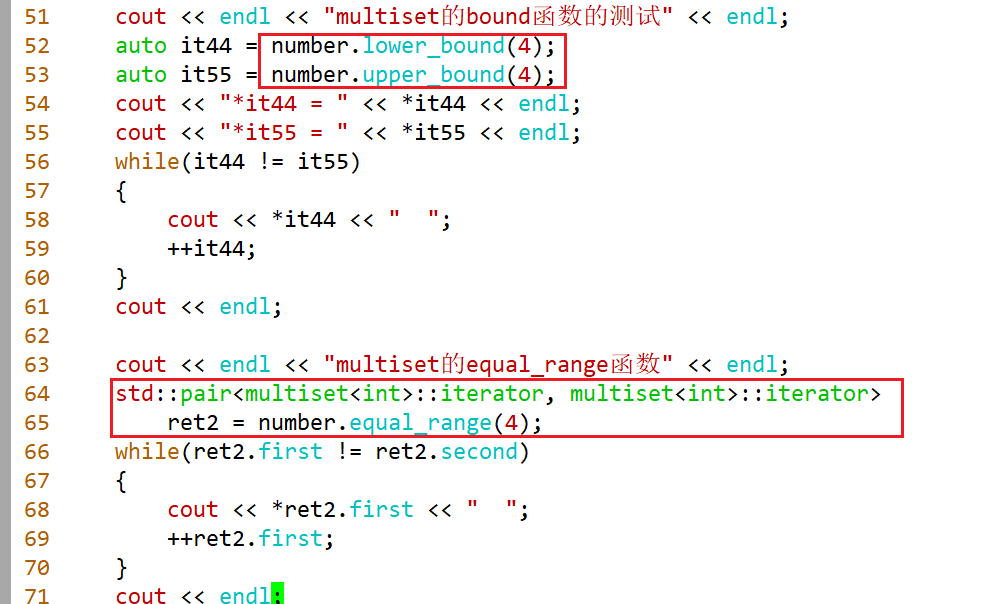 51 cout << endl << "multiset的bound函数的测试" << endl;
52 auto it44 = number.lower_bound(4);
53 auto it55 = number.upper_bound(4);
54 cout << "*it44 = " << *it44 << endl;
55 cout << "*it55 = " << *it55 << endl;
56 while(it44 != it55)
57 {
58     cout << *it44 << "  ";
59     ++it44;
60 }
61 cout << endl;
62
63 cout << endl << "multiset的equal_range函数" << endl;
64 std::pair<multiset<int>::iterator, multiset<int>::iterator>
65     ret2 = number.equal_range(4);
66 while(ret2.first != ret2.second)
67 {
68     cout << *ret2.first << "  ";
69     ++ret2.first;
70 }
71 cout << endl;